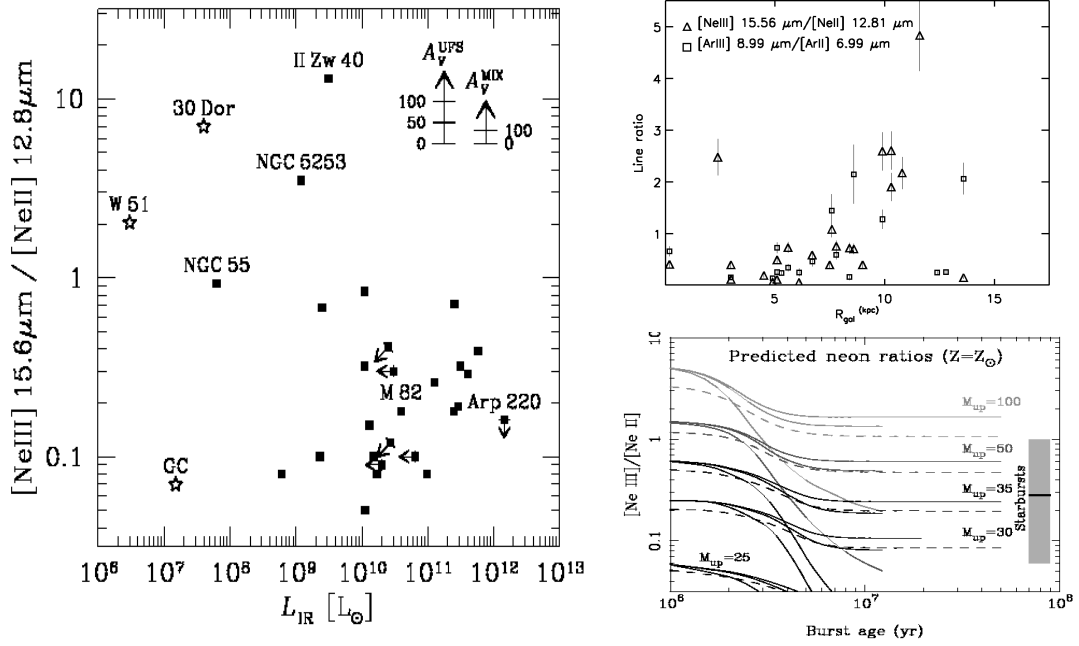 [NeIII] 15.6μm / [NeII] 12.8μm
10
1
0.1
II Zw 40
30 Dor
NGC 5253
W 51
NGC 55
M 82
Arp 220
GC
A_V^UFS
A_V^MIX
100
50
0
100
0
10^6 10^7 10^8 10^9 10^10 10^11 10^12 10^13
L_IR [L_⊙]
[NeIII] 15.56 μm/[NeII] 12.81 μm
[ArIII] 8.99 μm/[ArII] 6.99 μm
Line ratio
5
4
3
2
1
5 10 15
R_gal (kpc)
Predicted neon ratios (Z=Z_⊙)
[Ne III]/[Ne II]
10
1
0.1
M_up=100
M_up=50
M_up=35
M_up=30
M_up=25
Starbursts
10^6 10^7 10^8
Burst age (yr)